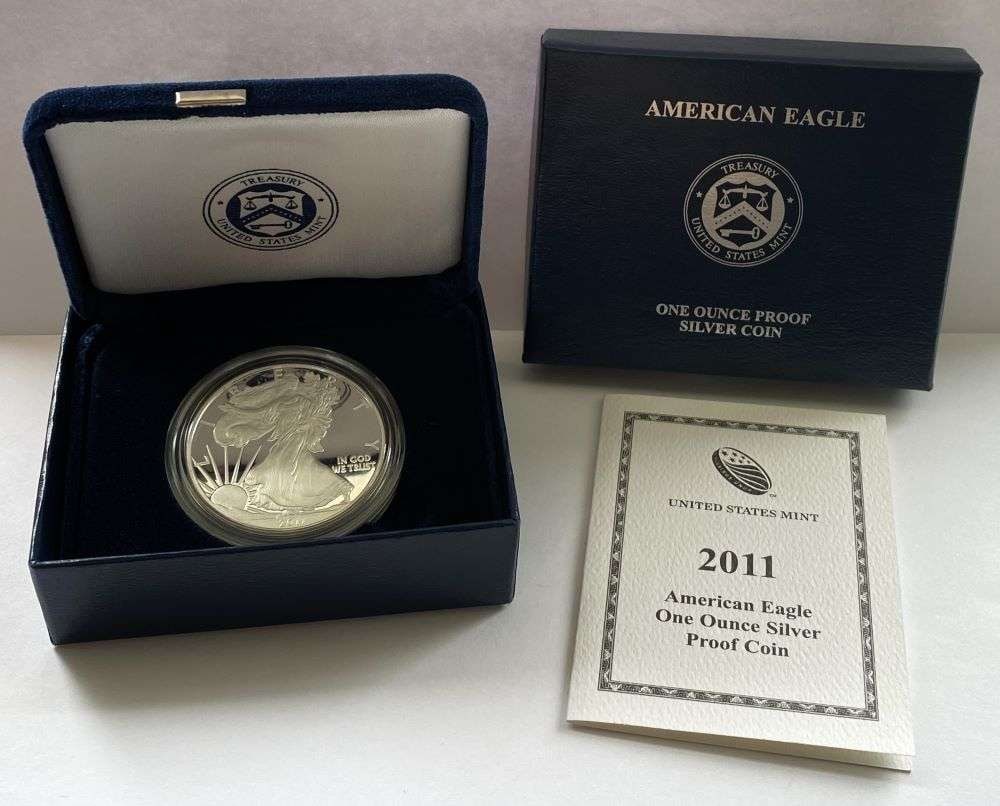 TREASURY
UNITED STATES MINT
LIBERTY
IN GOD
WE TRUST
AMERICAN EAGLE
TREASURY
UNITED STATES MINT
ONE OUNCE PROOF
SILVER COIN
UNITED STATES MINT
2011
American Eagle
One Ounce Silver
Proof Coin